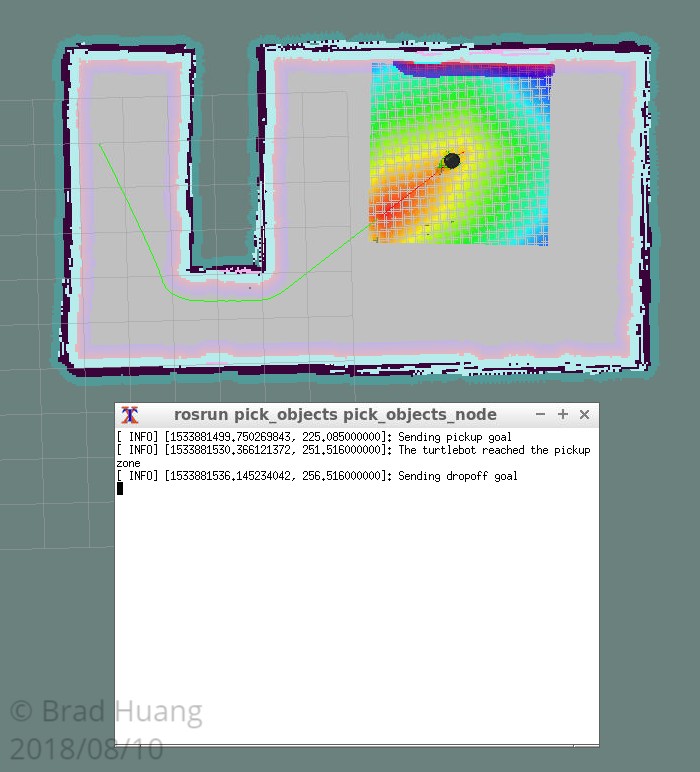 rosrun pick_objects pick_objects_node
[ INFO] [1533881499.750269843, 225.085000000]: Sending pickup goal
[ INFO] [1533881530.366121372, 251.516000000]: The turtlebot reached the pickup
zone
[ INFO] [1533881536.145234042, 256.516000000]: Sending dropoff goal
© Brad Huang
2018/08/10